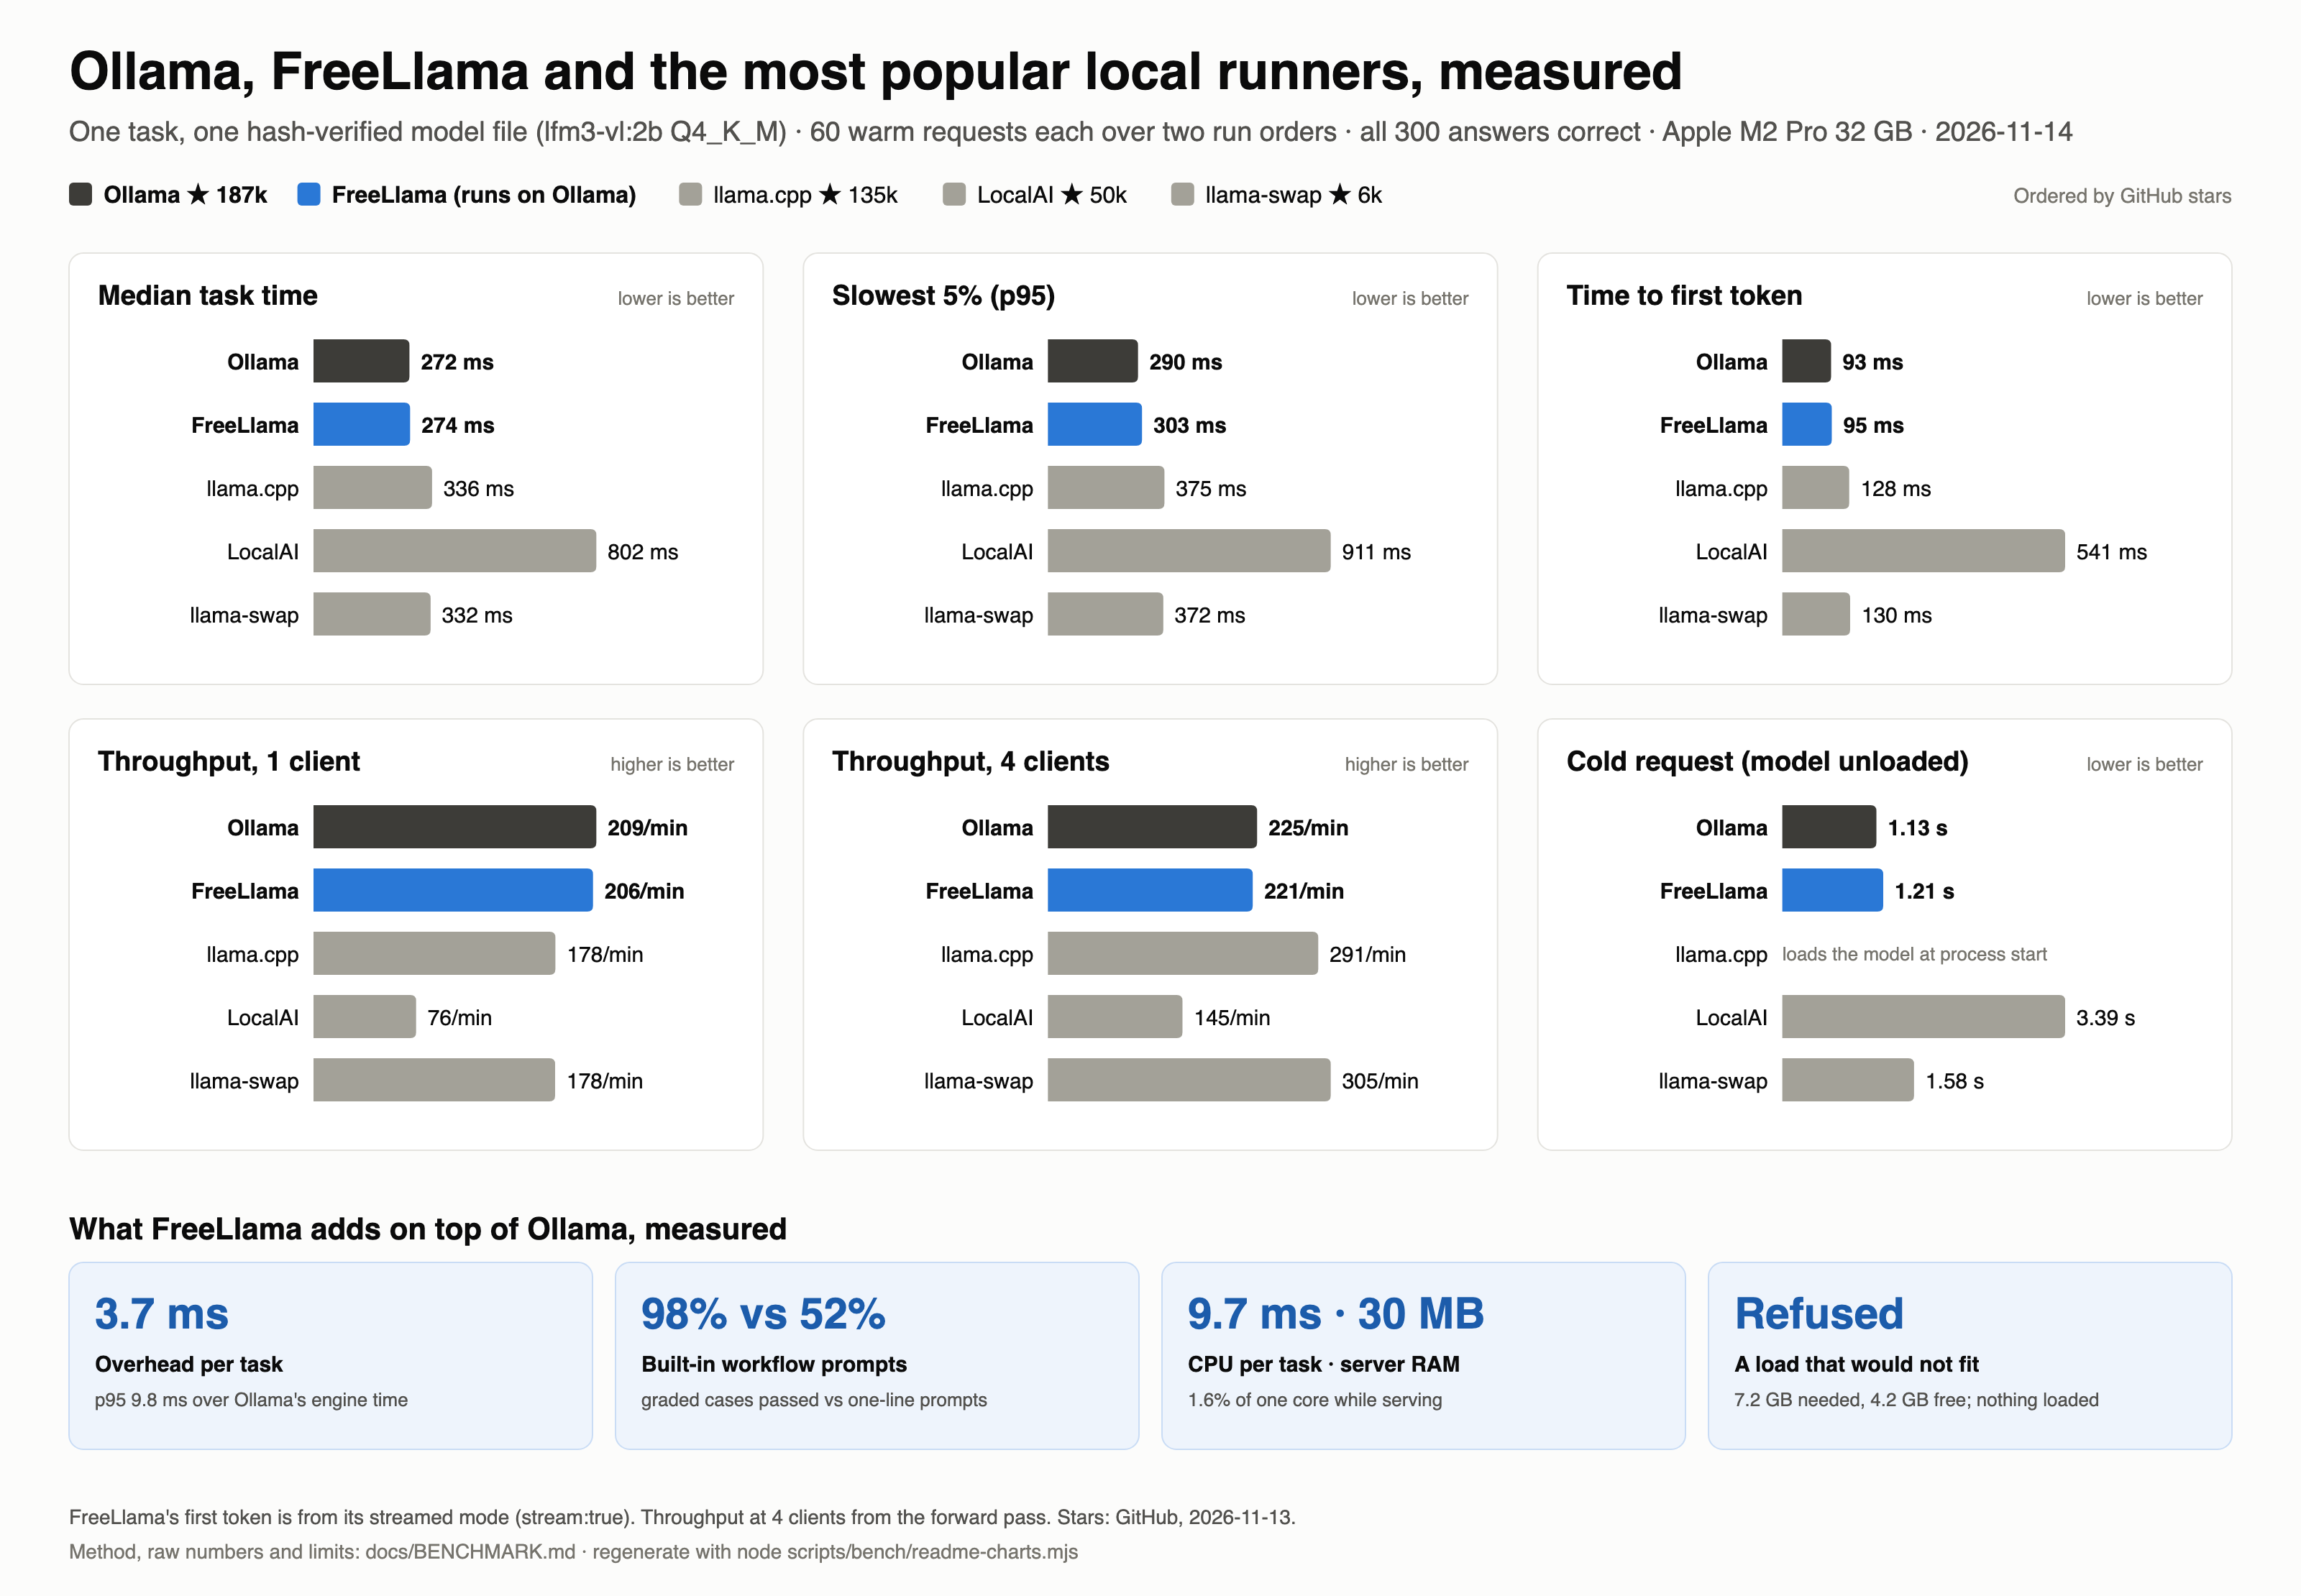 Ollama, FreeLlama and the most popular local runners, measured
One task, one hash-verified model file (lfm3-vl:2b Q4_K_M) · 60 warm requests each over two run orders · all 300 answers correct · Apple M2 Pro 32 GB · 2026-11-14
Ollama ★ 187k FreeLlama (runs on Ollama) llama.cpp ★ 135k LocalAI ★ 50k llama-swap ★ 6k Ordered by GitHub stars
Median task time lower is better
Ollama 272 ms
FreeLlama 274 ms
llama.cpp 336 ms
LocalAI 802 ms
llama-swap 332 ms
Slowest 5% (p95) lower is better
Ollama 290 ms
FreeLlama 303 ms
llama.cpp 375 ms
LocalAI 911 ms
llama-swap 372 ms
Time to first token lower is better
Ollama 93 ms
FreeLlama 95 ms
llama.cpp 128 ms
LocalAI 541 ms
llama-swap 130 ms
Throughput, 1 client higher is better
Ollama 209/min
FreeLlama 206/min
llama.cpp 178/min
LocalAI 76/min
llama-swap 178/min
Throughput, 4 clients higher is better
Ollama 225/min
FreeLlama 221/min
llama.cpp 291/min
LocalAI 145/min
llama-swap 305/min
Cold request (model unloaded) lower is better
Ollama 1.13 s
FreeLlama 1.21 s
llama.cpp loads the model at process start
LocalAI 3.39 s
llama-swap 1.58 s
What FreeLlama adds on top of Ollama, measured
3.7 ms
Overhead per task
p95 9.8 ms over Ollama's engine time
98% vs 52%
Built-in workflow prompts
graded cases passed vs one-line prompts
9.7 ms · 30 MB
CPU per task · server RAM
1.6% of one core while serving
Refused
A load that would not fit
7.2 GB needed, 4.2 GB free; nothing loaded
FreeLlama's first token is from its streamed mode (stream:true). Throughput at 4 clients from the forward pass. Stars: GitHub, 2026-11-13.
Method, raw numbers and limits: docs/BENCHMARK.md · regenerate with node scripts/bench/readme-charts.mjs